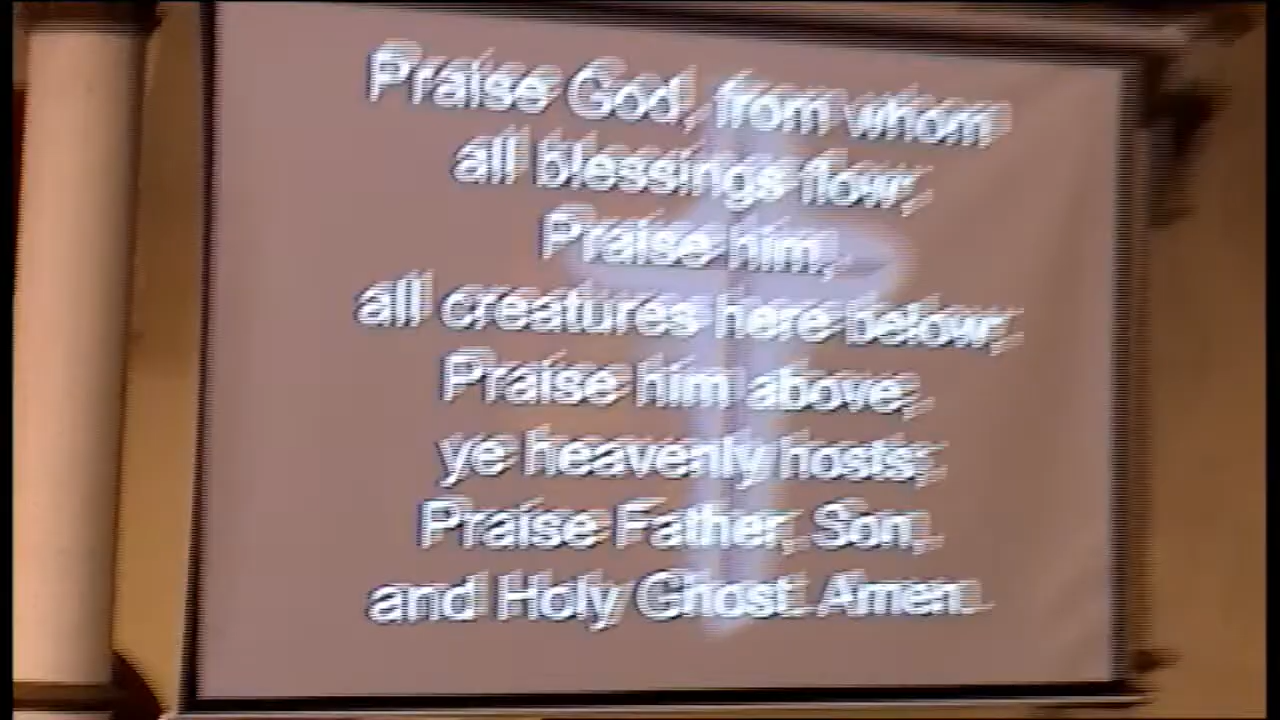 Praise God, from whom
all blessings flow;
Praise him,
all creatures here below;
Praise him above,
ye heavenly hosts;
Praise Father, Son,
and Holy Ghost. Amen.